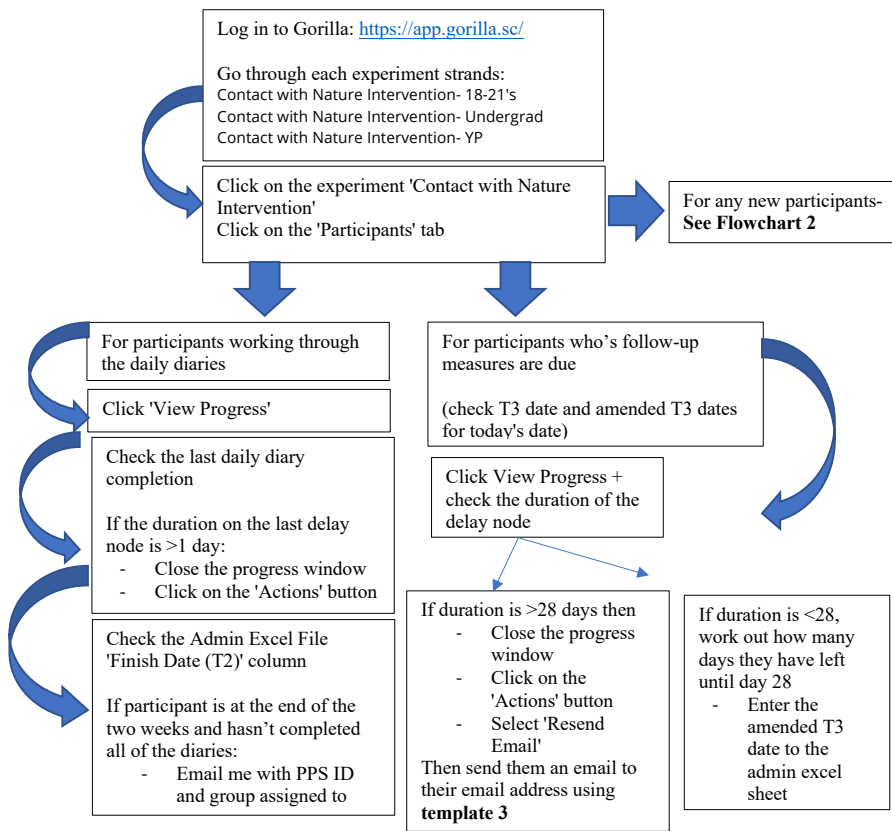 Log in to Gorilla: https://app.gorilla.sc/
Go through each experiment strands:
Contact with Nature Intervention- 18-21's
Contact with Nature Intervention- Undergrad
Contact with Nature Intervention- YP
Click on the experiment 'Contact with Nature
Intervention'
Click on the 'Participants' tab
For any new participants-
See Flowchart 2
For participants working through
the daily diaries
Click 'View Progress'
Check the last daily diary
completion
If the duration on the last delay
node is >1 day:
- Close the progress window
- Click on the 'Actions' button
Check the Admin Excel File
'Finish Date (T2)' column
If participant is at the end of the
two weeks and hasn't completed
all of the diaries:
- Email me with PPS ID
and group assigned to
For participants who's follow-up
measures are due
(check T3 date and amended T3 dates
for today's date)
Click View Progress +
check the duration of the
delay node
If duration is >28 days then
- Close the progress
window
- Click on the
'Actions' button
- Select 'Resend
Email'
Then send them an email to
their email address using
template 3
If duration is <28,
work out how many
days they have left
until day 28
- Enter the
amended T3
date to the
admin excel
sheet